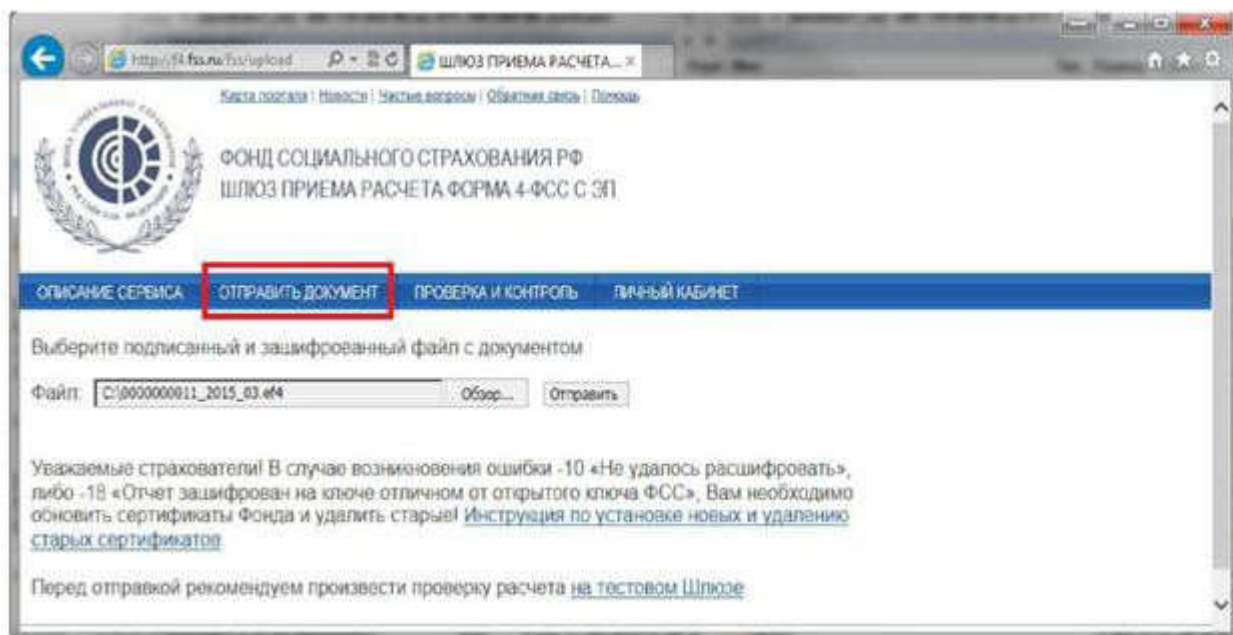 http://f4.fss.ru/fss/upload
ШЛЮЗ ПРИЕМА РАСЧЕТА...
Карта портала | Новости | Частые вопросы | Обратная связь | Помощь
ФОНД СОЦИАЛЬНОГО СТРАХОВАНИЯ РФ
ШЛЮЗ ПРИЕМА РАСЧЕТА ФОРМА 4-ФСС С ЭП
ОПИСАНИЕ СЕРВИСА ОТПРАВИТЬ ДОКУМЕНТ ПРОВЕРКА И КОНТРОЛЬ ЛИЧНЫЙ КАБИНЕТ
Выберите подписанный и зашифрованный файл с документом
Файл: C:\0000000011_2015_03.ef4 Обзор... Отправить
Уважаемые страхователи! В случае возникновения ошибки -10 «Не удалось расшифровать»,
либо -18 «Отчет зашифрован на ключе отличном от открытого ключа ФСС», Вам необходимо
обновить сертификаты Фонда и удалить старые! Инструкция по установке новых и удалению
старых сертификатов
Перед отправкой рекомендуем произвести проверку расчета на тестовом Шлюзе